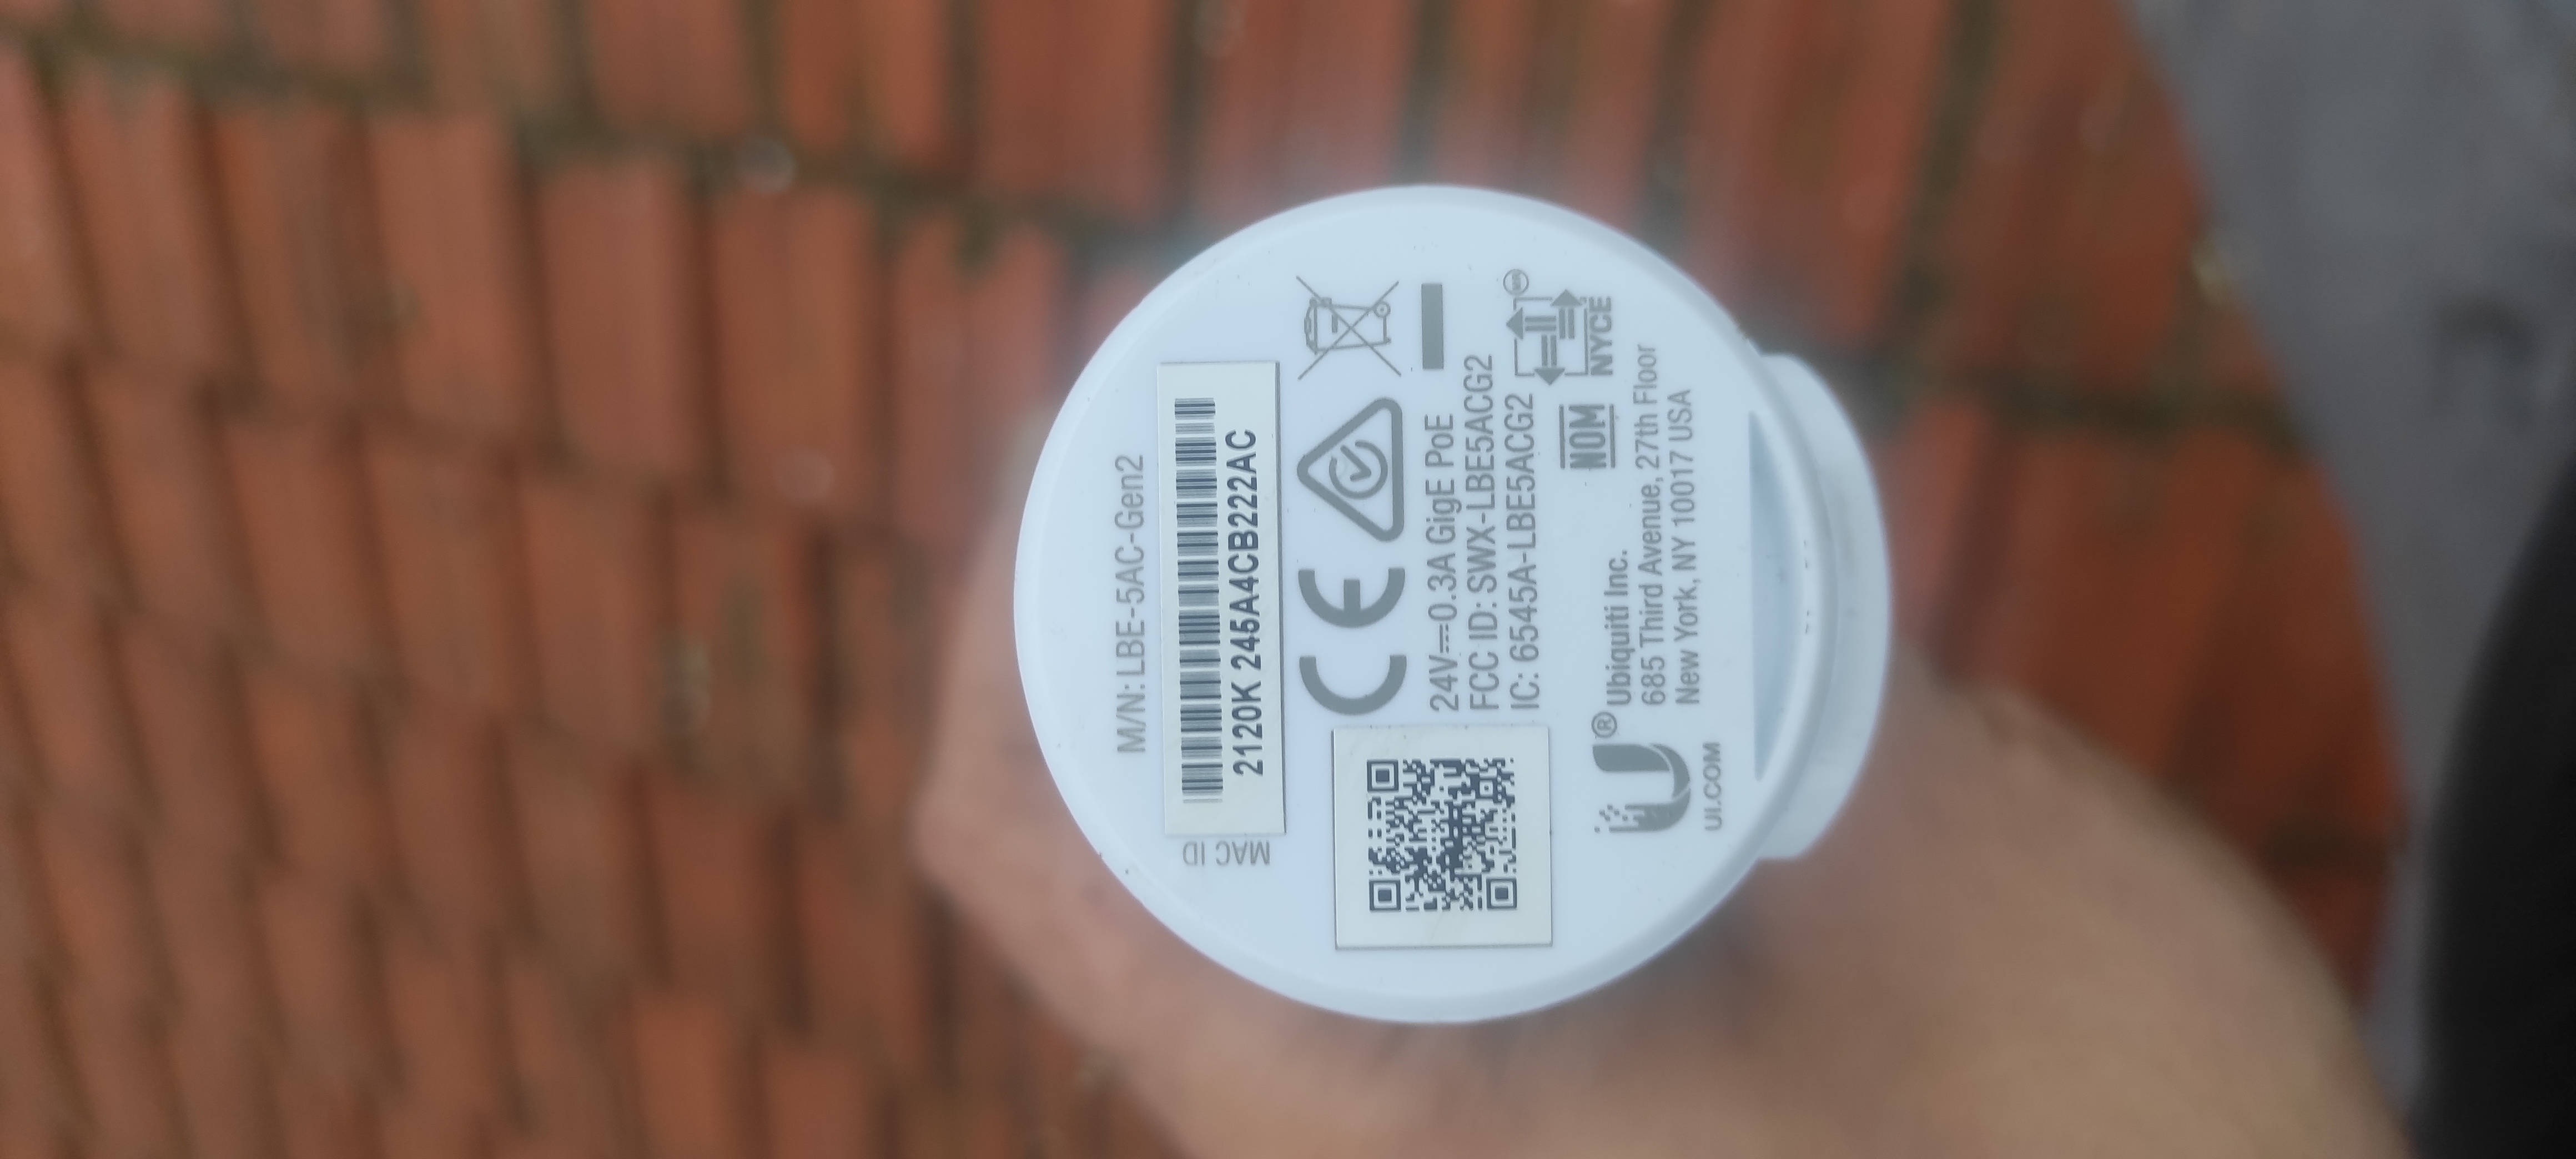 M/N: LBE-5AC-Gen2
MAC ID
2120K 245A4CB222AC
CE
24V⎓0.3A GigE PoE
FCC ID: SWX-LBE5ACG2
IC: 6545A-LBE5ACG2
NOM
NYCE
U® Ubiquiti Inc.
685 Third Avenue, 27th Floor
New York, NY 10017 USA
UI.COM